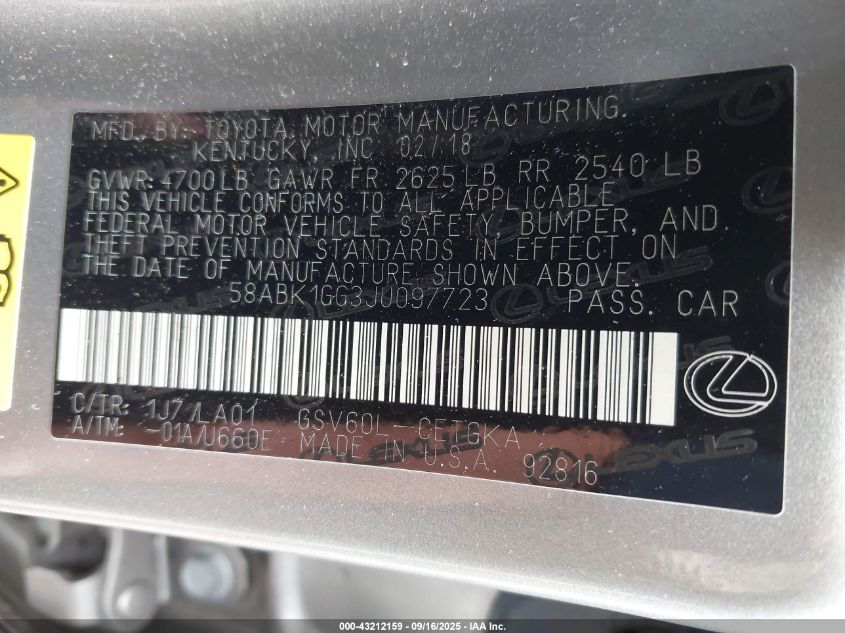 MFD. BY: TOYOTA MOTOR MANUFACTURING
KENTUCKY, INC 02/18
GVWR: 4700LB GAWR FR 2625LB RR 2540 LB
THIS VEHICLE CONFORMS TO ALL APPLICABLE
FEDERAL MOTOR VEHICLE SAFETY, BUMPER, AND
THEFT PREVENTION STANDARDS IN EFFECT ON
THE DATE OF MANUFACTURE SHOWN ABOVE.
58ABK1GG3JU097723 PASS. CAR
C/TR: 1J7/LA01 GSV60L-CETGKA
A/TM: -01A/U660E MADE IN U.S.A. 92816
LEXUS
000-43212159 - 09/16/2025 - IAA Inc.